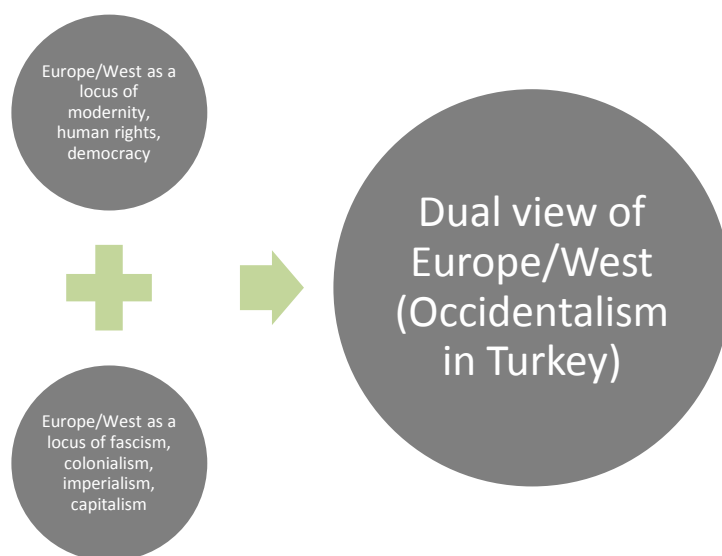 Europe/West as a
locus of
modernity,
human rights,
democracy
Europe/West as a
locus of fascism,
colonialism,
imperialism,
capitalism
Dual view of
Europe/West
(Occidentalism
in Turkey)